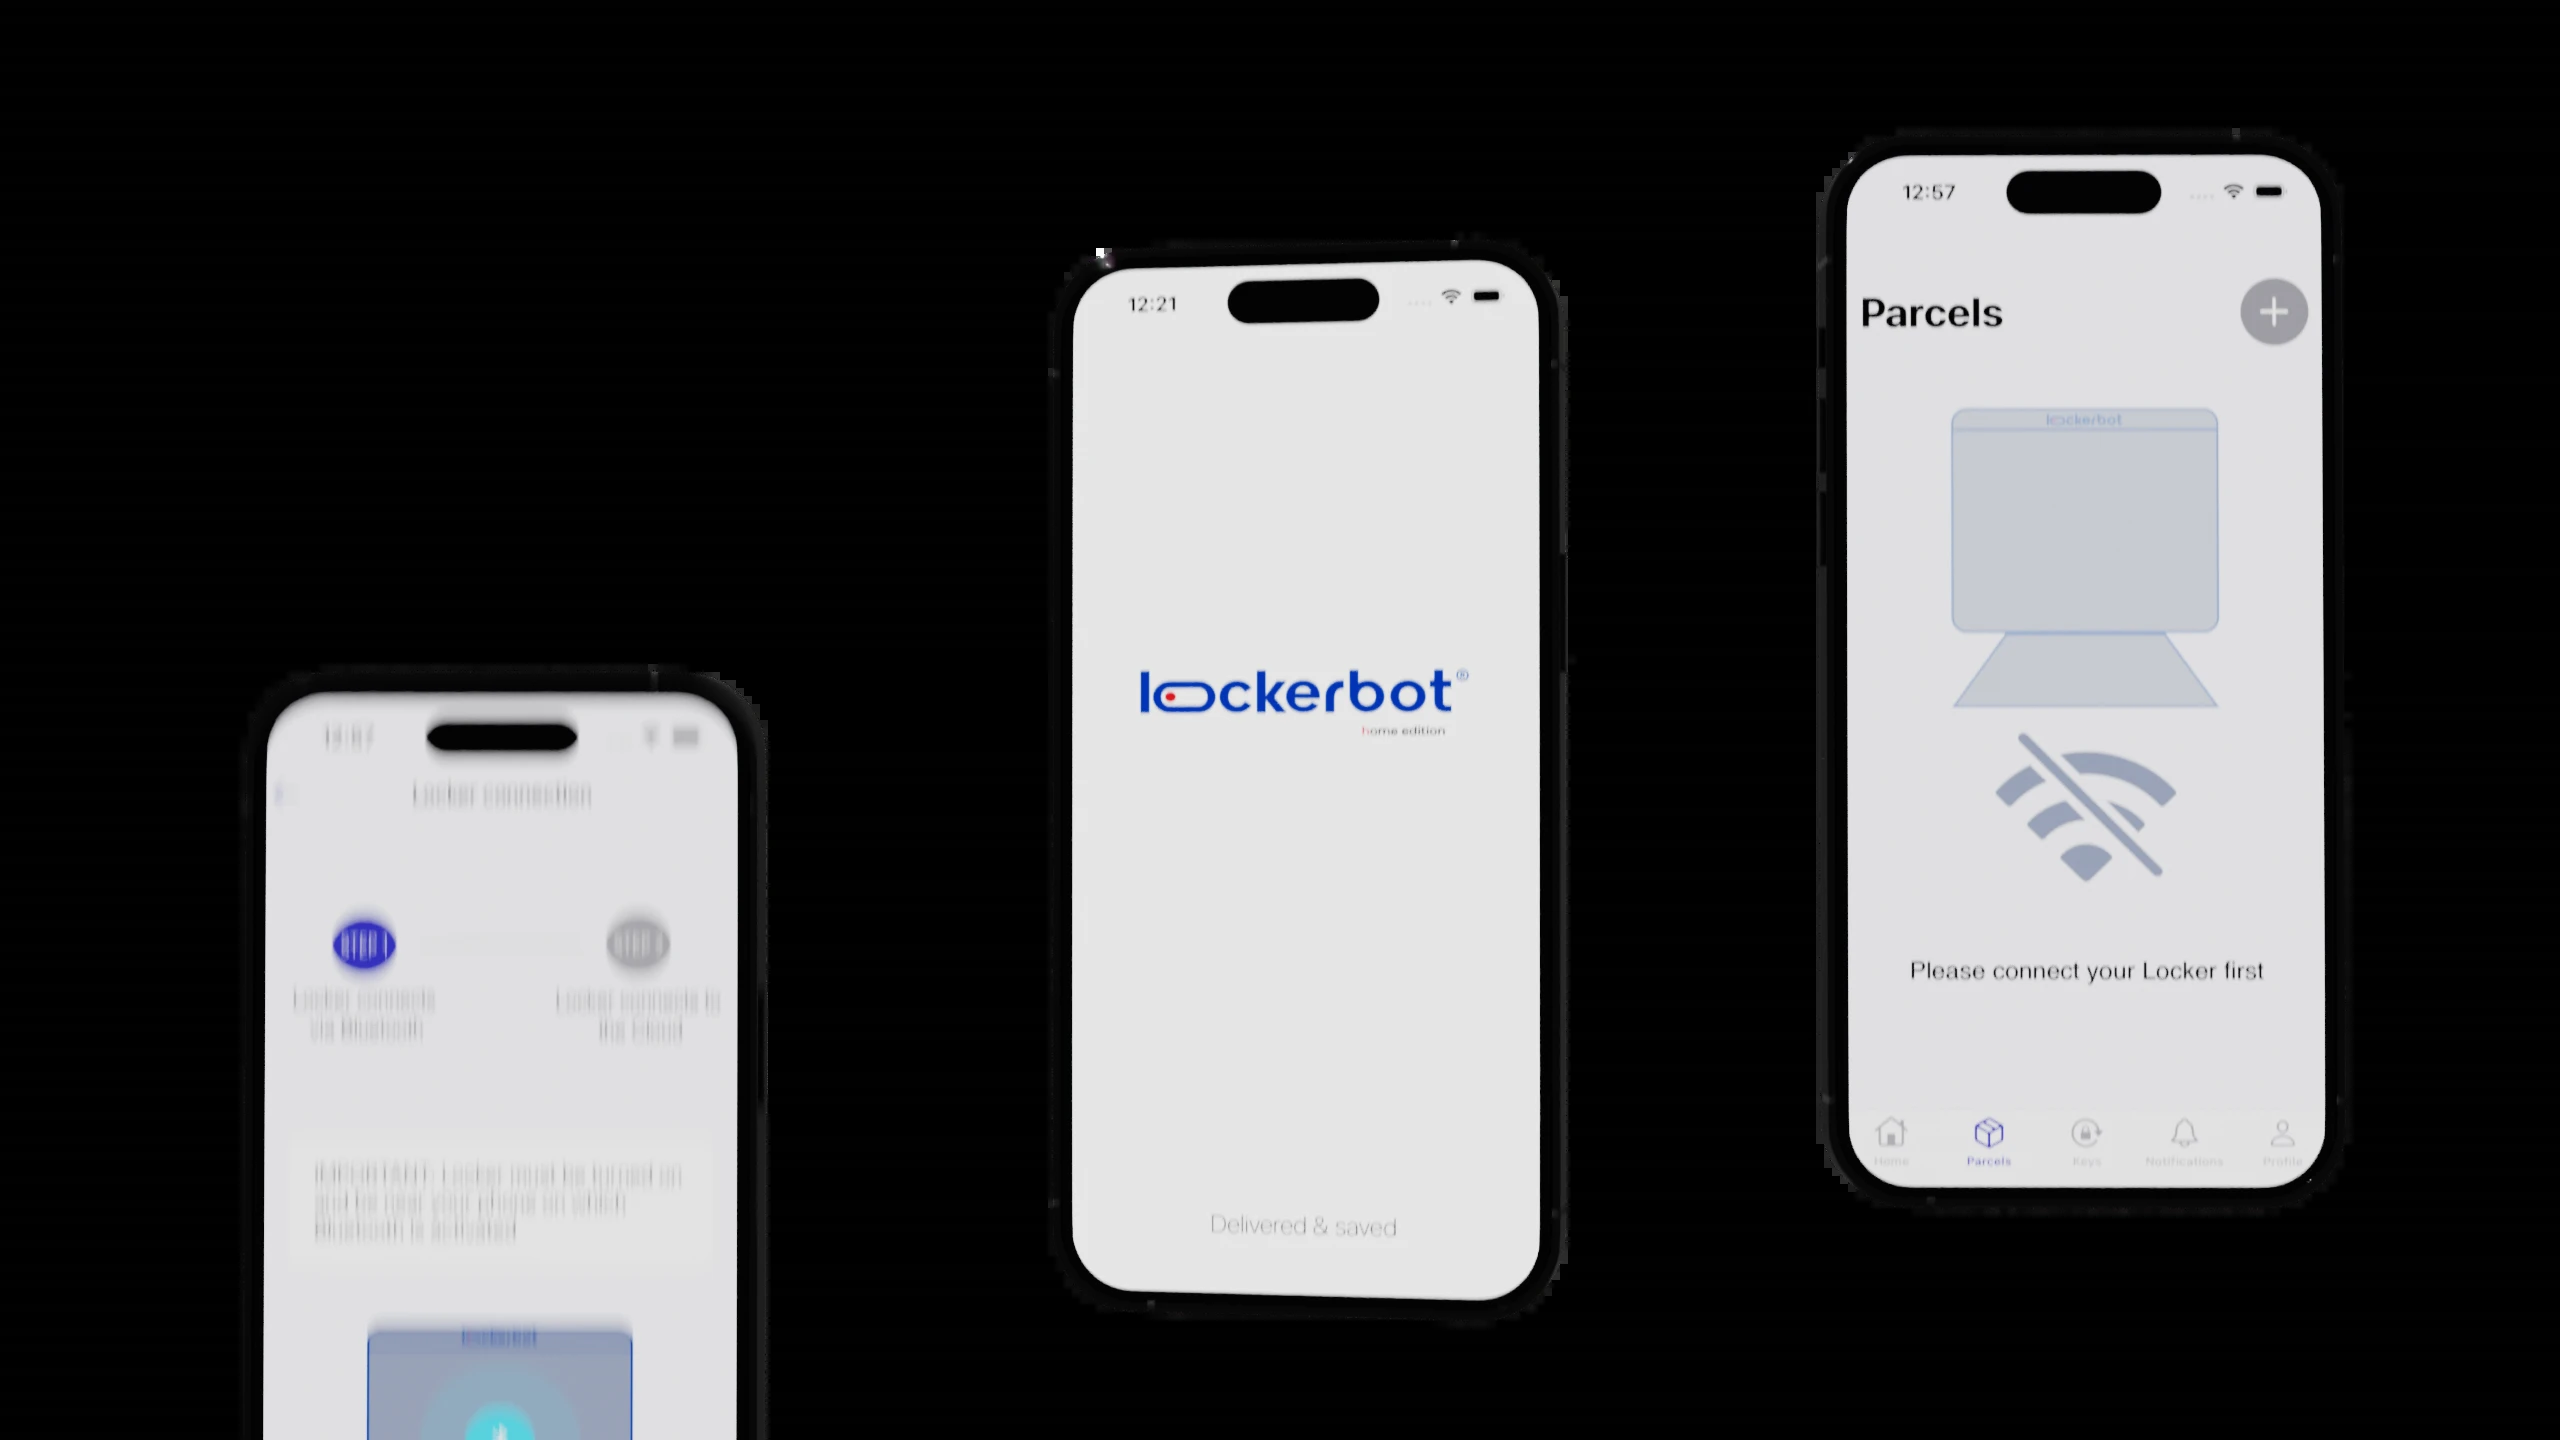 Locker connection
Locker connects
via Bluetooth
Locker connects to
the Cloud
IMPORTANT: Locker must be turned on
and be near your phone on which
Bluetooth is activated
lockerbot
12:21
lockerbot®
home edition
Delivered & saved
12:57
Parcels
lockerbot
Please connect your Locker first
Home
Parcels
Keys
Notifications
Profile